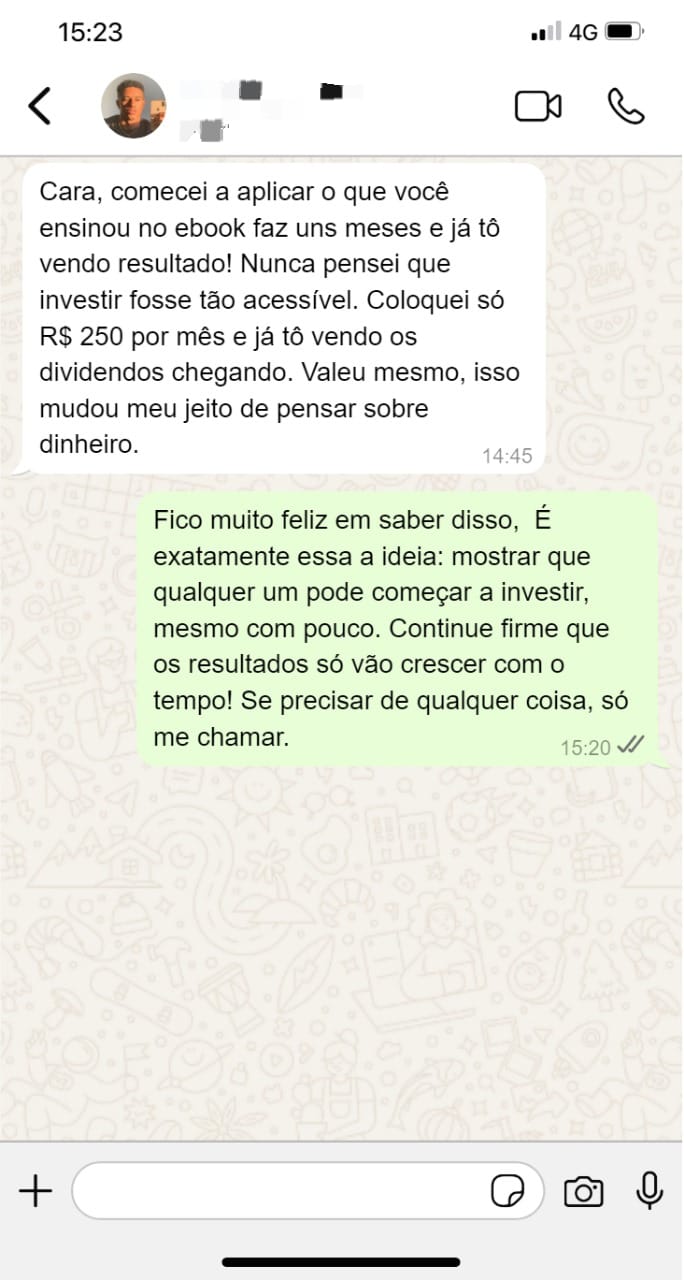 15:23
4G
Cara, comecei a aplicar o que você
ensinou no ebook faz uns meses e já tô
vendo resultado! Nunca pensei que
investir fosse tão acessível. Coloquei só
R$ 250 por mês e já tô vendo os
dividendos chegando. Valeu mesmo, isso
mudou meu jeito de pensar sobre
dinheiro.
14:45
Fico muito feliz em saber disso,  É
exatamente essa a ideia: mostrar que
qualquer um pode começar a investir,
mesmo com pouco. Continue firme que
os resultados só vão crescer com o
tempo! Se precisar de qualquer coisa, só
me chamar.
15:20